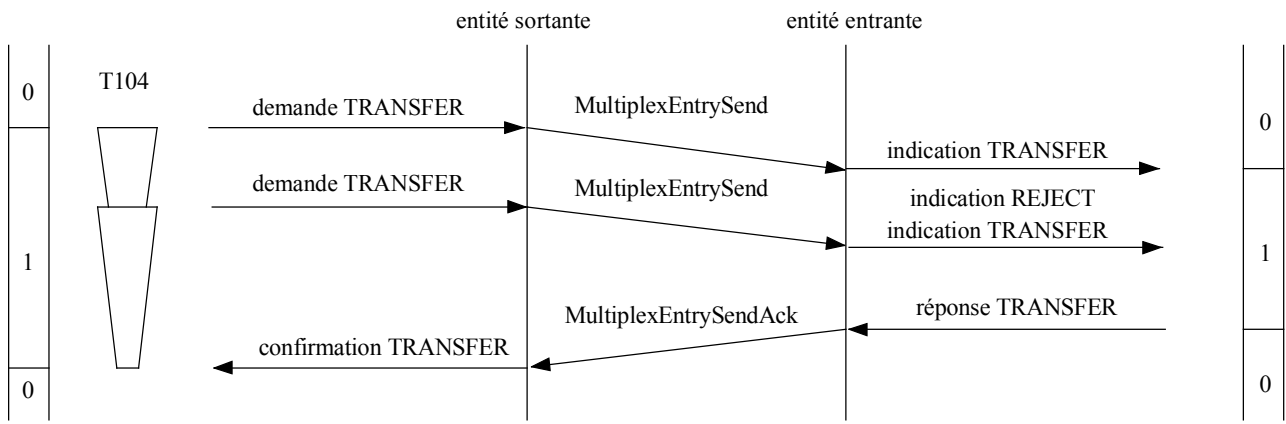 entité sortante
entité entrante
T104
0
demande TRANSFER
MultiplexEntrySend
0
indication TRANSFER
demande TRANSFER
MultiplexEntrySend
indication REJECT
indication TRANSFER
1
1
MultiplexEntrySendAck
réponse TRANSFER
confirmation TRANSFER
0
0